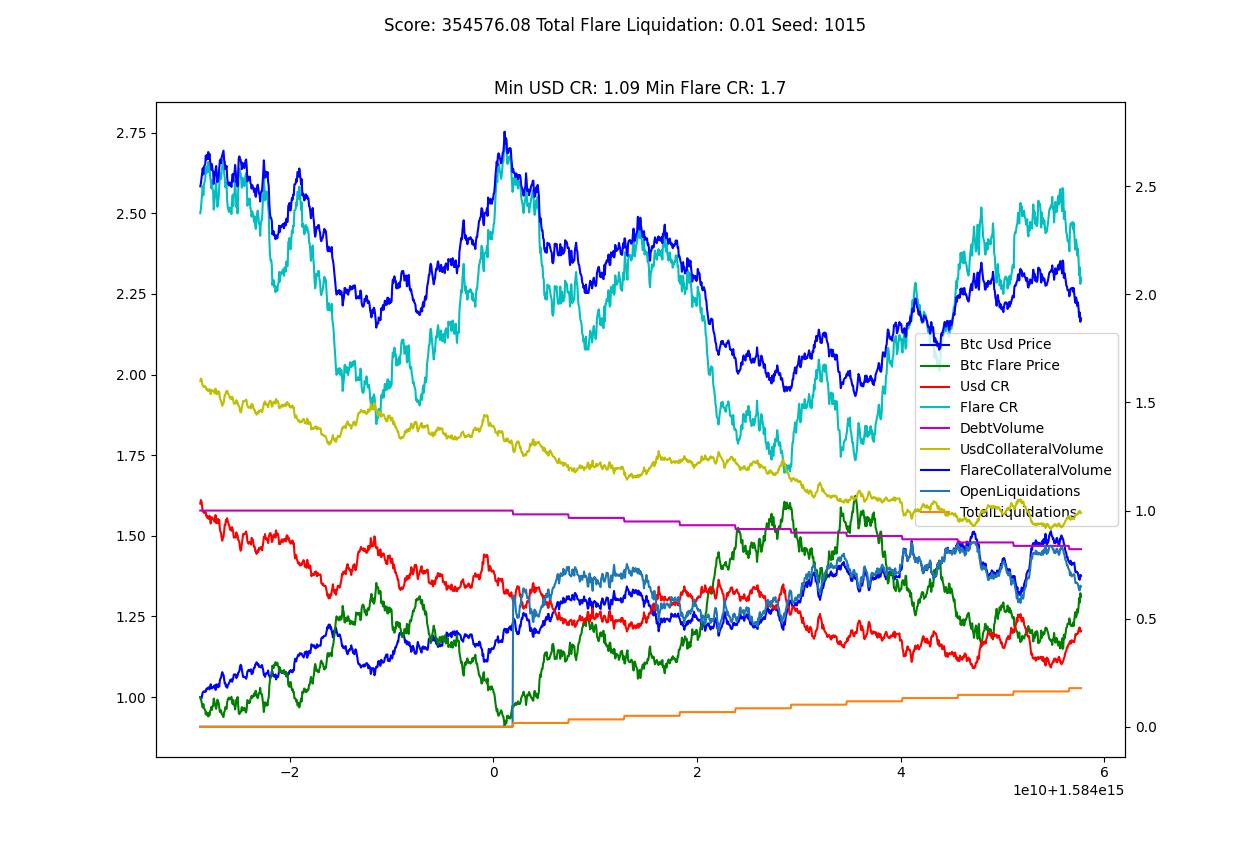 Score: 354576.08 Total Flare Liquidation: 0.01 Seed: 1015
Min USD CR: 1.09 Min Flare CR: 1.7
2.75
2.50
2.25
2.00
1.75
1.50
1.25
1.00
2.5
2.0
1.5
1.0
0.5
0.0
Btc Usd Price
Btc Flare Price
Usd CR
Flare CR
DebtVolume
UsdCollateralVolume
FlareCollateralVolume
OpenLiquidations
TotalLiquidations
−2 0 2 4 6
1e10+1.584e15